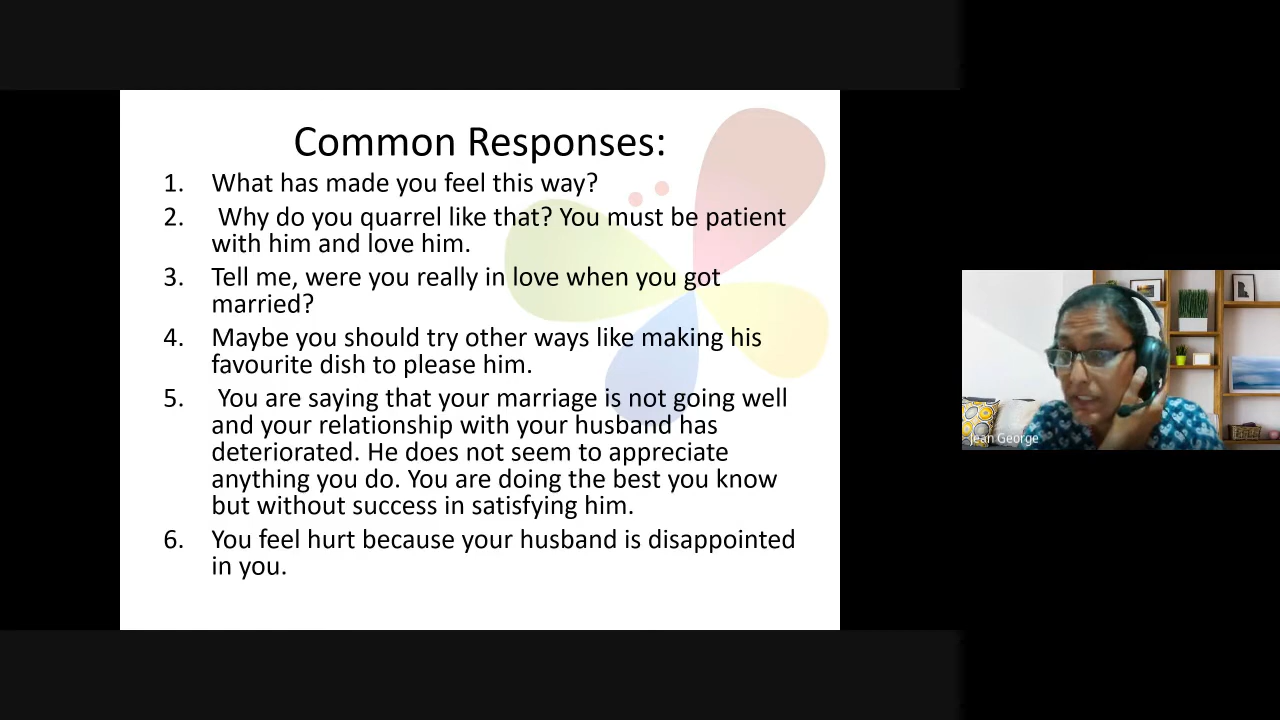 Common Responses:
1. What has made you feel this way?
2. Why do you quarrel like that? You must be patient
with him and love him.
3. Tell me, were you really in love when you got
married?
4. Maybe you should try other ways like making his
favourite dish to please him.
5. You are saying that your marriage is not going well
and your relationship with your husband has
deteriorated. He does not seem to appreciate
anything you do. You are doing the best you know
but without success in satisfying him.
6. You feel hurt because your husband is disappointed
in you.
Jean George